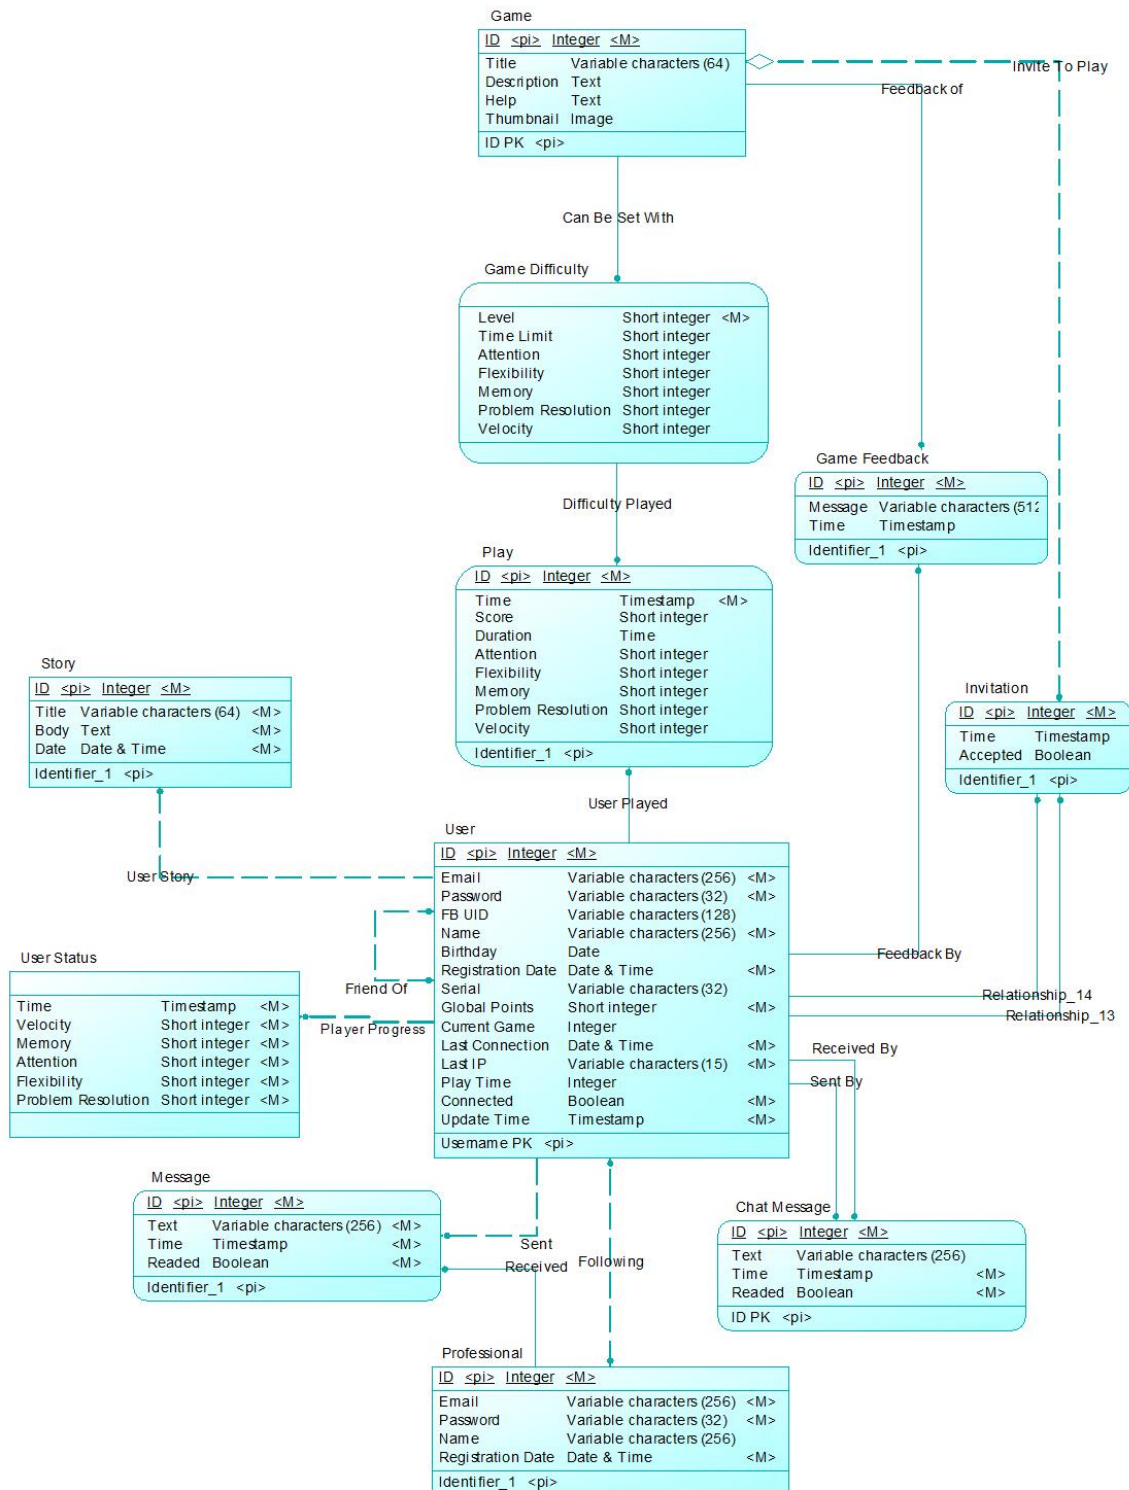 Game
ID <pi> Integer <M>
Title Variable characters (64)
Description Text
Help Text
Thumbnail Image
ID PK <pi>
Invite To Play
Feedback of
Can Be Set With
Game Difficulty
Level Short integer <M>
Time Limit Short integer
Attention Short integer
Flexibility Short integer
Memory Short integer
Problem Resolution Short integer
Velocity Short integer
Game Feedback
ID <pi> Integer <M>
Message Variable characters (512
Time Timestamp
Identifier_1 <pi>
Difficulty Played
Play
ID <pi> Integer <M>
Time Timestamp <M>
Score Short integer
Duration Time
Attention Short integer
Flexibility Short integer
Memory Short integer
Problem Resolution Short integer
Velocity Short integer
Identifier_1 <pi>
Story
ID <pi> Integer <M>
Title Variable characters (64) <M>
Body Text <M>
Date Date & Time <M>
Identifier_1 <pi>
Invitation
ID <pi> Integer <M>
Time Timestamp
Accepted Boolean
Identifier_1 <pi>
User Played
User
ID <pi> Integer <M>
Email Variable characters (256) <M>
Password Variable characters (32) <M>
FB UID Variable characters (128)
Name Variable characters (256) <M>
Birthday Date
Registration Date Date & Time <M>
Serial Variable characters (32)
Global Points Short integer <M>
Current Game Integer
Last Connection Date & Time <M>
Last IP Variable characters (15) <M>
Play Time Integer
Connected Boolean <M>
Update Time Timestamp <M>
Username PK <pi>
User Story
Friend Of
Player Progress
Feedback By
Relationship_14
Relationship_13
Received By
Sent By
User Status
Time Timestamp <M>
Velocity Short integer <M>
Memory Short integer <M>
Attention Short integer <M>
Flexibility Short integer <M>
Problem Resolution Short integer <M>
Message
ID <pi> Integer <M>
Text Variable characters (256) <M>
Time Timestamp <M>
Readed Boolean <M>
Identifier_1 <pi>
Sent
Received
Following
Chat Message
ID <pi> Integer <M>
Text Variable characters (256)
Time Timestamp <M>
Readed Boolean <M>
ID PK <pi>
Professional
ID <pi> Integer <M>
Email Variable characters (256) <M>
Password Variable characters (32) <M>
Name Variable characters (256)
Registration Date Date & Time <M>
Identifier_1 <pi>